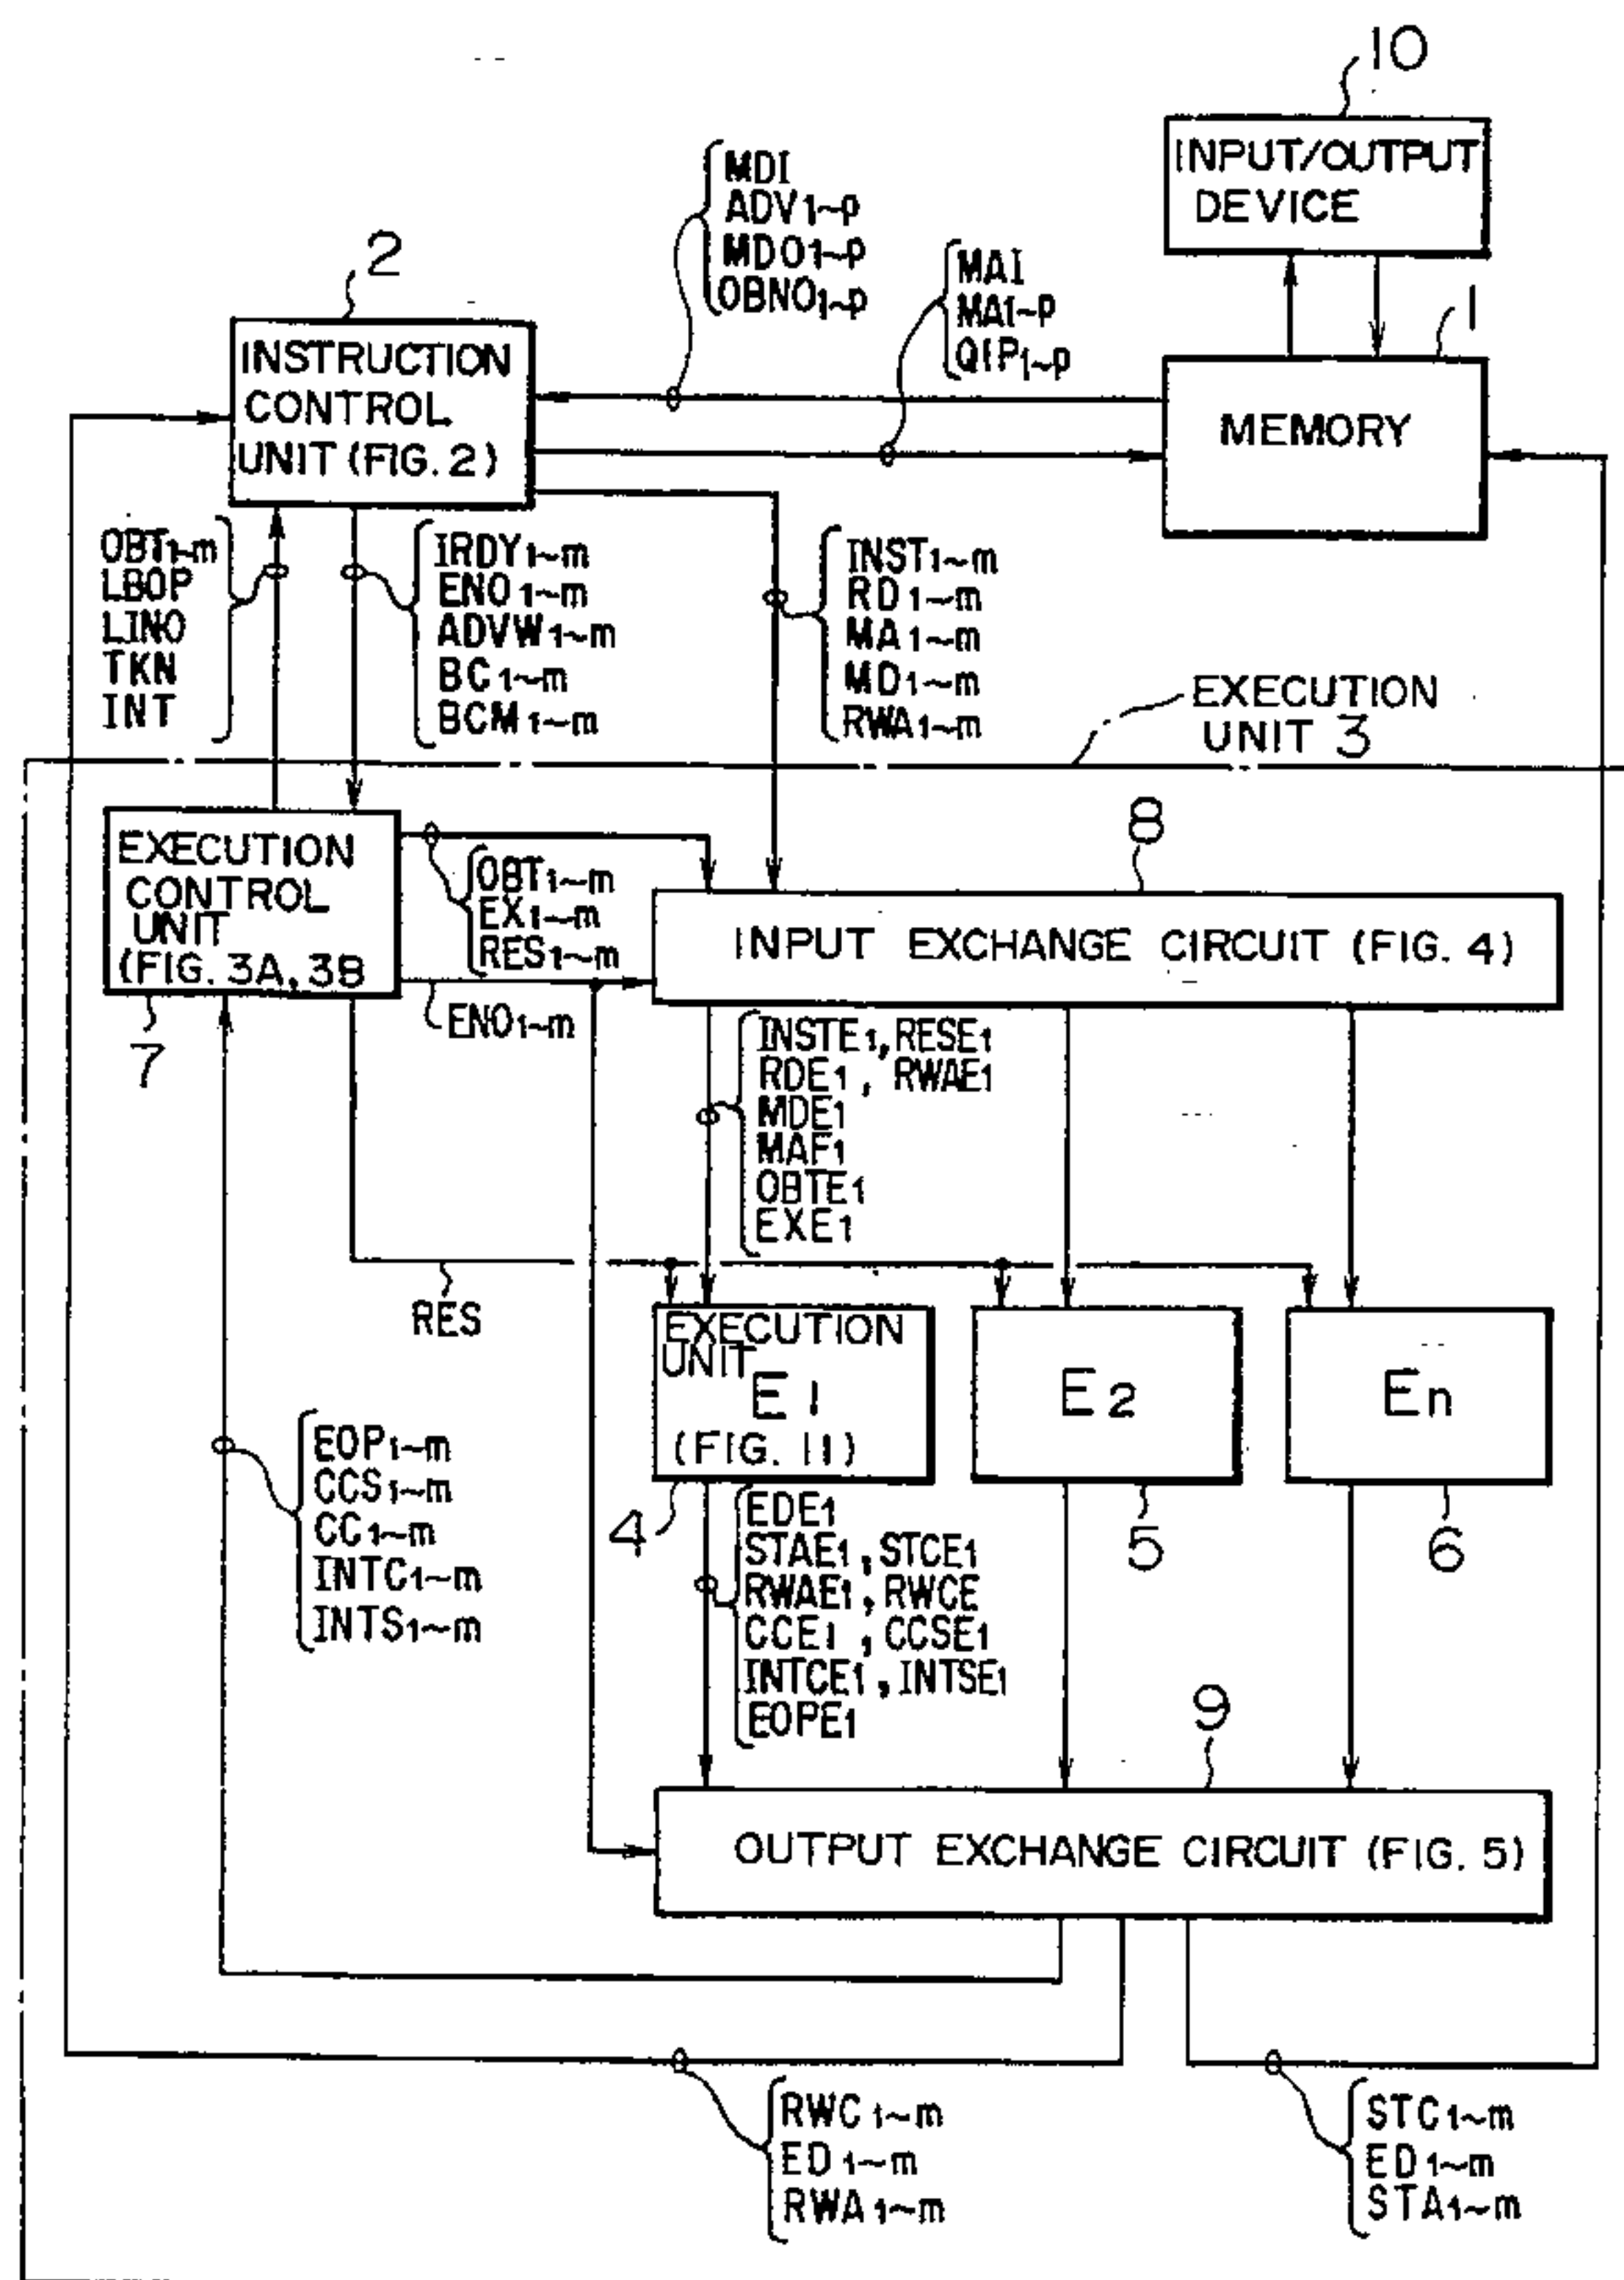 10
INPUT/OUTPUT
DEVICE
MDI
ADV1~p
MDO1~p
OBNO1~p
2
MAI
MA1~p
QIP1~p
1
INSTRUCTION
CONTROL
UNIT (FIG. 2)
MEMORY
OBT1~m
LBOP
LINO
TKN
INT
IRDY1~m
ENO1~m
ADVW1~m
BC1~m
BCM1~m
INST1~m
RD1~m
MA1~m
MD1~m
RWA1~m
EXECUTION
UNIT 3
EXECUTION
CONTROL
UNIT
(FIG. 3A, 3B
7
OBT1~m
EX1~m
RES1~m
ENO1~m
8
INPUT EXCHANGE CIRCUIT (FIG. 4)
INSTE1, RESE1
RDE1, RWAE1
MDE1
MAF1
OBTE1
EXE1
RES
EXECUTION
UNIT
E1
(FIG. 11)
4
E2
5
En
6
EOP1~m
CCS1~m
CC1~m
INTC1~m
INTS1~m
EDE1
STAE1, STCE1
RWAE1, RWCE
CCE1, CCSE1
INTCE1, INTSE1
EOPE1
9
OUTPUT EXCHANGE CIRCUIT (FIG. 5)
RWC1~m
ED1~m
RWA1~m
STC1~m
ED1~m
STA1~m